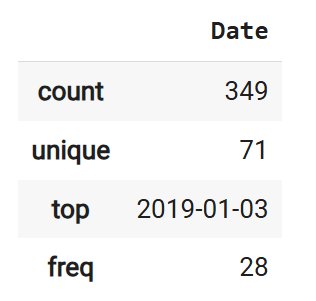 Date
count 349
unique 71
top 2019-01-03
freq 28